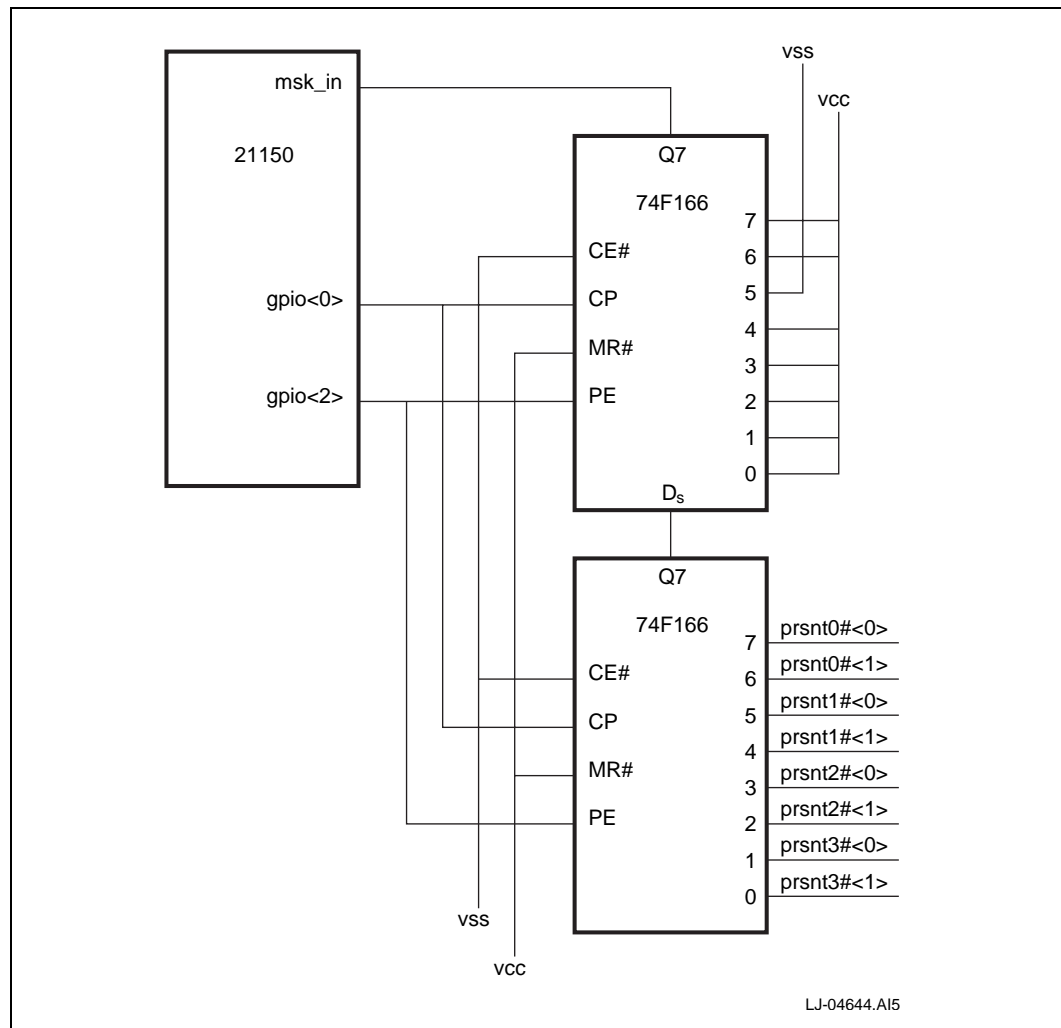 vss
vcc
msk_in
21150
gpio<0>
gpio<2>
Q7
74F166
CE#
CP
MR#
PE
7
6
5
4
3
2
1
0
Ds
Q7
74F166
CE#
CP
MR#
PE
7
6
5
4
3
2
1
0
prsnt0#<0>
prsnt0#<1>
prsnt1#<0>
prsnt1#<1>
prsnt2#<0>
prsnt2#<1>
prsnt3#<0>
prsnt3#<1>
vss
vcc
LJ-04644.AI5